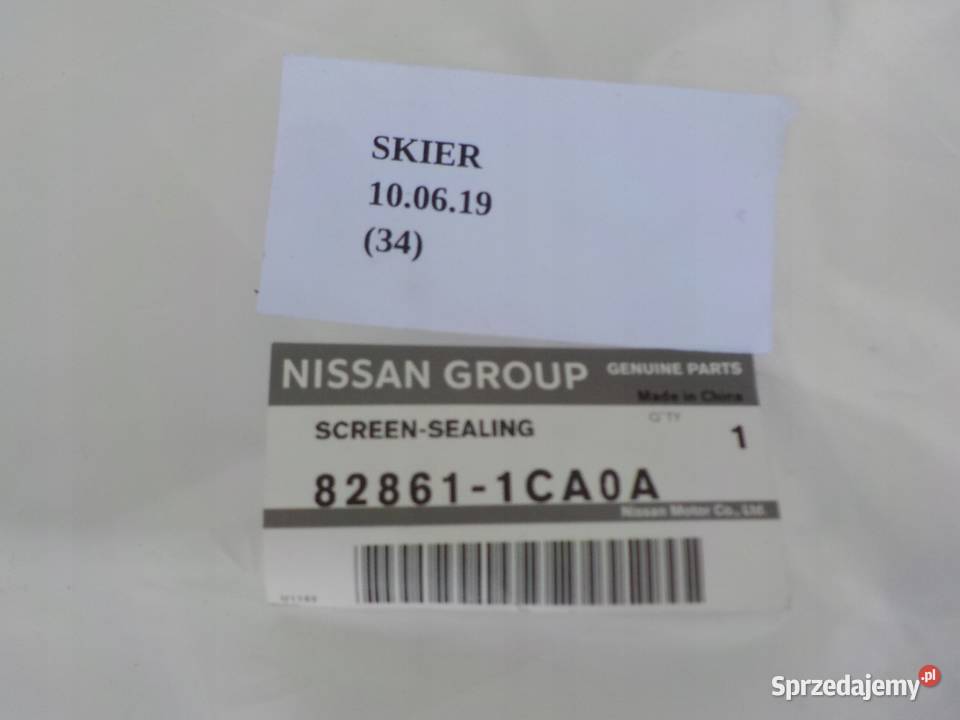 SKIER
10.06.19
(34)
NISSAN GROUP GENUINE PARTS
Made in China
SCREEN-SEALING Q'TY 1
82861-1CA0A
Nissan Motor Co., Ltd.
Sprzedajemy.pl